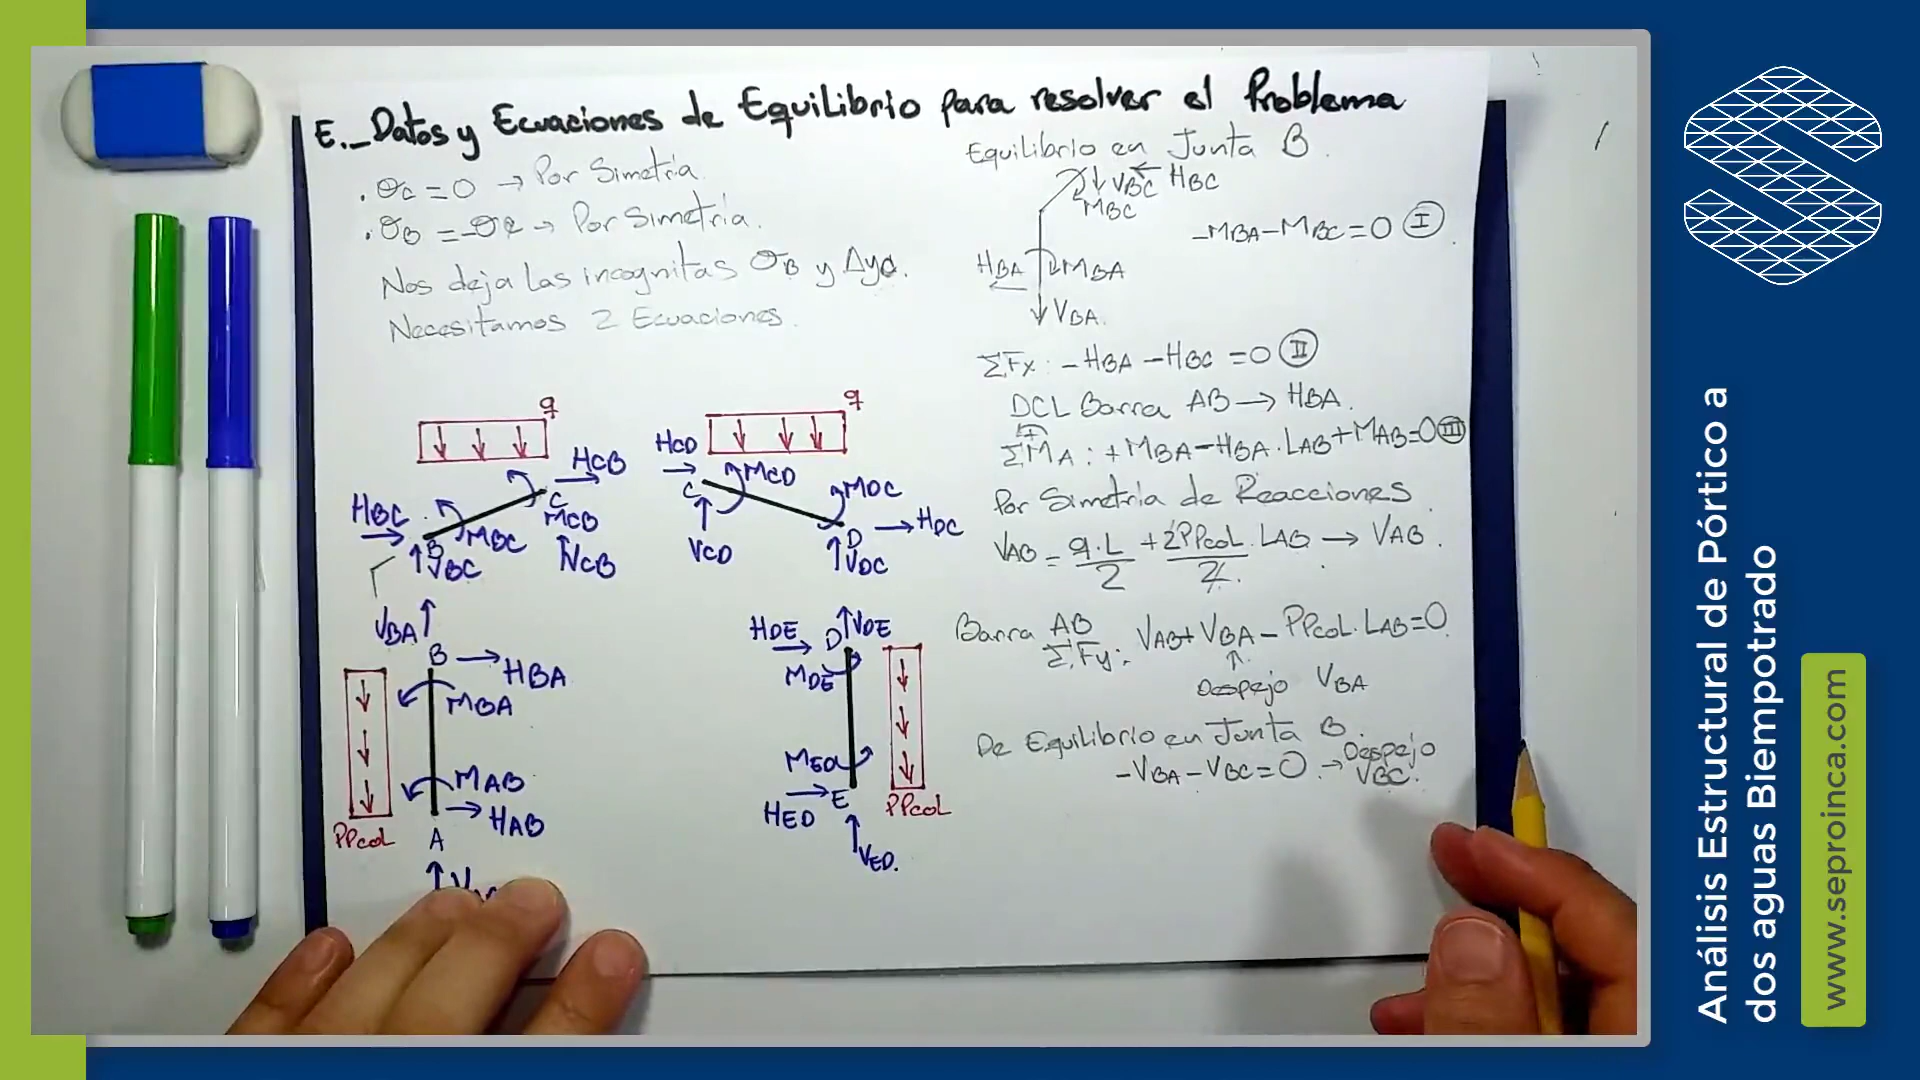 E._Datos y Ecuaciones de Equilibrio para resolver el Problema
. θc = 0 → Por Simetría
. θB = -θ → Por Simetría.
Nos deja las incognitas θB y Δyc.
Necesitamos 2 Ecuaciones.
q
HCB
C
MCB
VCB
HBC
MBC
B
VBC
q
HCD
MCD
C
VCD
MDC
HDC
D
VDC
VBA
B
HBA
MBA
MAB
HAB
A
PPcol
VDE
HDE
D
MDE
MED
HED
E
VED.
PPcol
Equilibrio en Junta B.
VBC HBC
MBC
HBA MBA
VBA.
-MBA-MBC=0 I
ΣFx: -HBA-HBC=0 II
DCL Barra AB → HBA.
+
ΣMA: +MBA-HBA.LAB+MAB=0 III
Por Simetría de Reacciones
VAB = q.L/2 + 2PPcol.LAB/2 → VAB.
Barra AB
ΣFy: VAB+VBA-PPcol.LAB=0
Despejo VBA
De Equilibrio en Junta B.
-VBA-VBC=0 → Despejo VBC.
Análisis Estructural de Pórtico a
dos aguas Biempotrado
www.seproinca.com